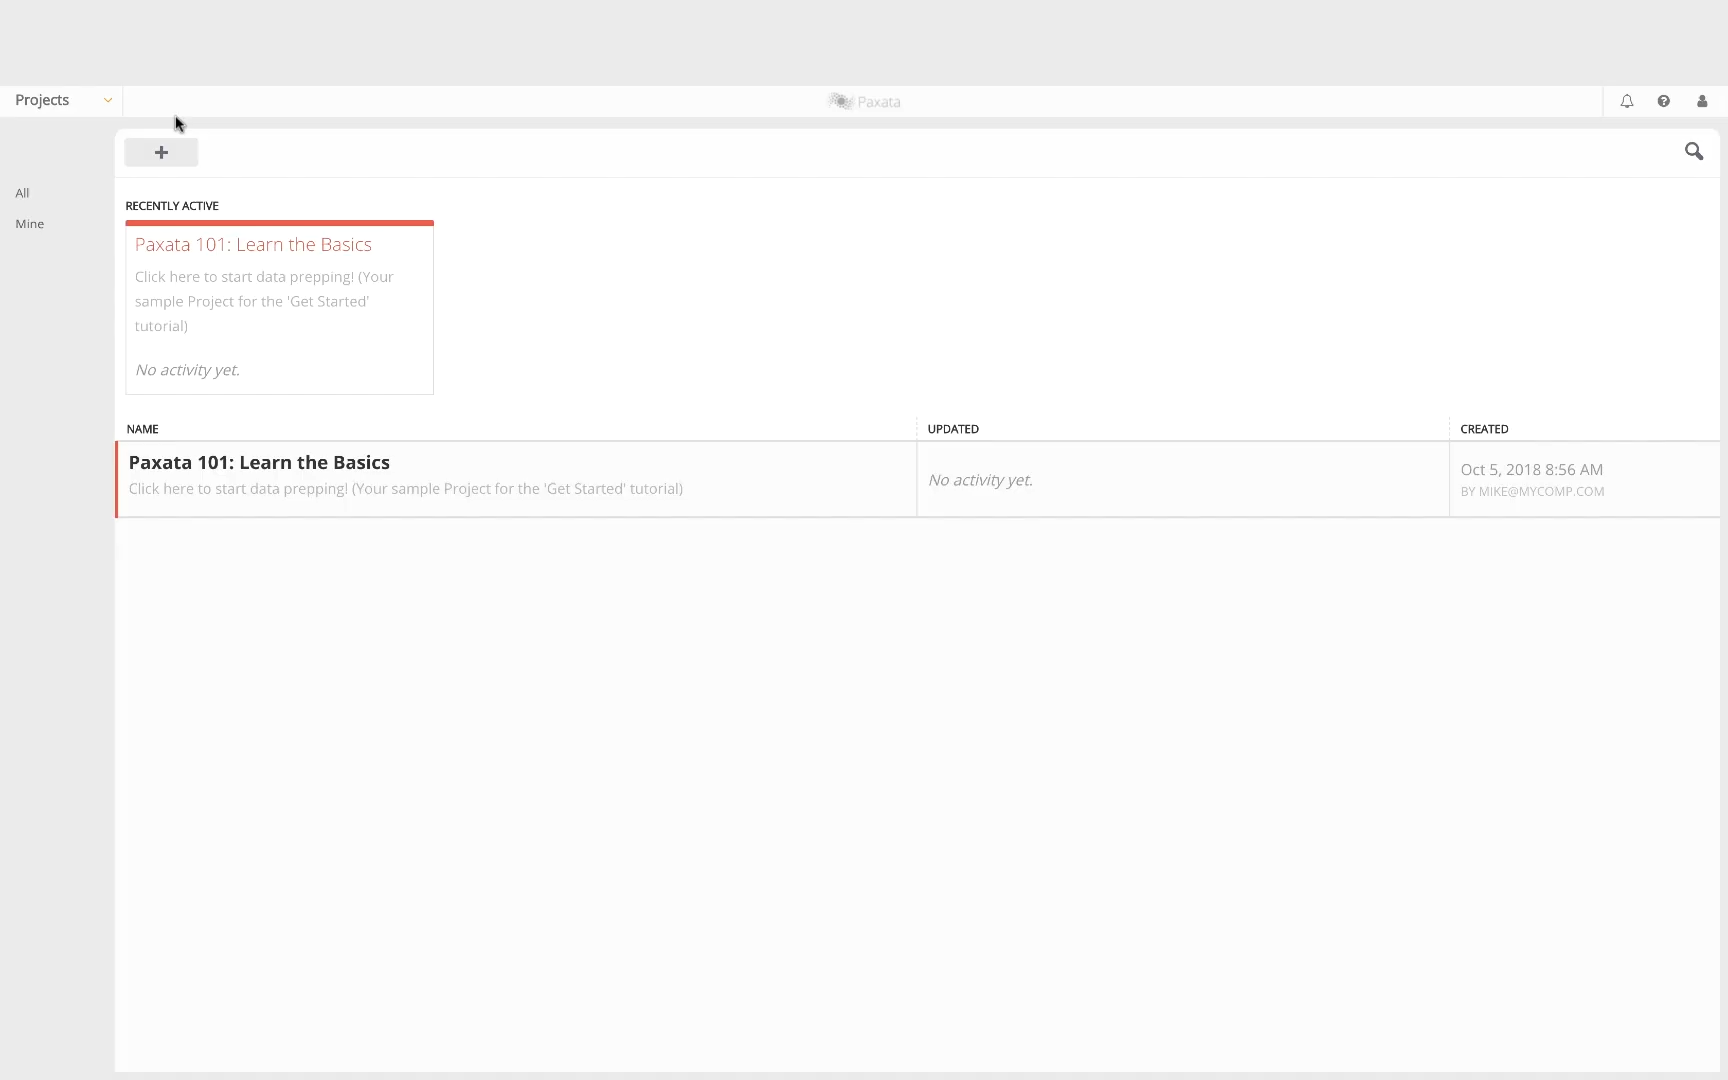 Projects
Paxata
All
Mine
RECENTLY ACTIVE
Paxata 101: Learn the Basics
Click here to start data prepping! (Your
sample Project for the 'Get Started'
tutorial)
No activity yet.
NAME
UPDATED
CREATED
Paxata 101: Learn the Basics
Click here to start data prepping! (Your sample Project for the 'Get Started' tutorial)
No activity yet.
Oct 5, 2018 8:56 AM
BY MIKE@MYCOMP.COM